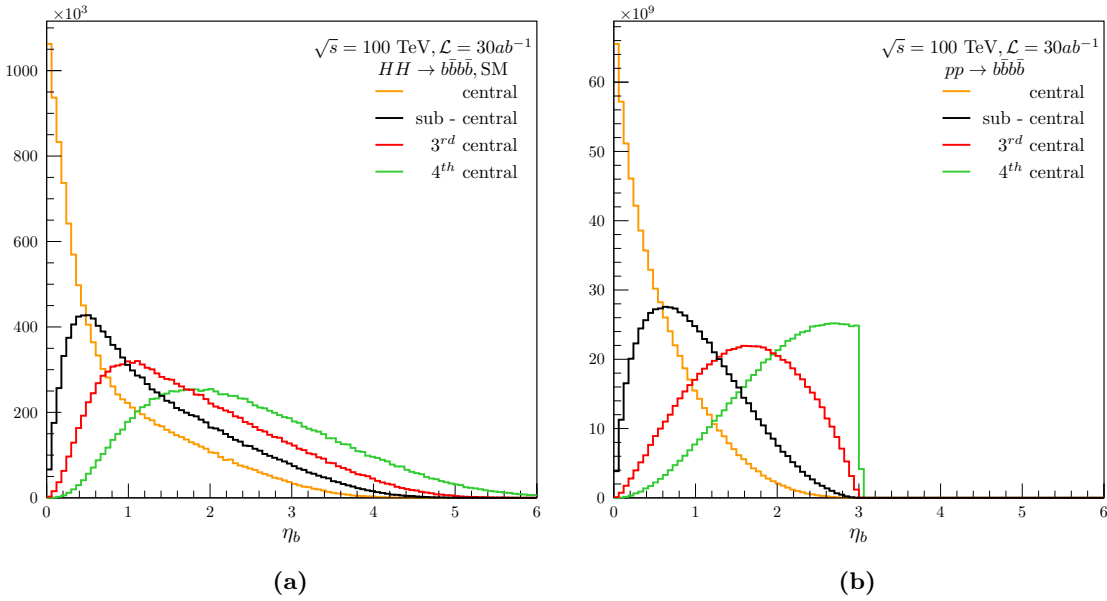 ×10³
√s = 100 TeV, ℒ = 30ab⁻¹
HH → bb̄bb̄, SM
central
sub - central
3ʳᵈ central
4ᵗʰ central
1000
800
600
400
200
0
0 1 2 3 4 5 6
η_b
(a)
×10⁹
√s = 100 TeV, ℒ = 30ab⁻¹
pp → bb̄bb̄
central
sub - central
3ʳᵈ central
4ᵗʰ central
60
50
40
30
20
10
0
0 1 2 3 4 5 6
η_b
(b)